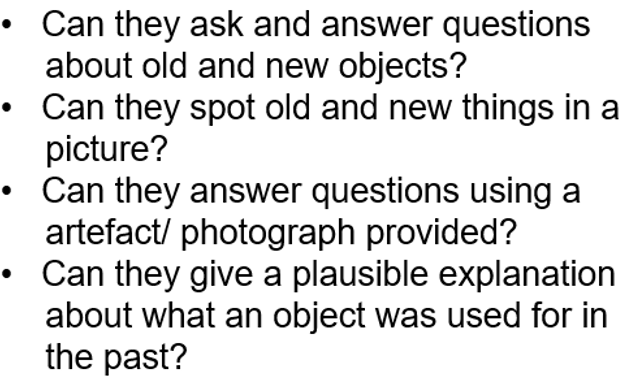 • Can they ask and answer questions
about old and new objects?
• Can they spot old and new things in a
picture?
• Can they answer questions using a
artefact/ photograph provided?
• Can they give a plausible explanation
about what an object was used for in
the past?